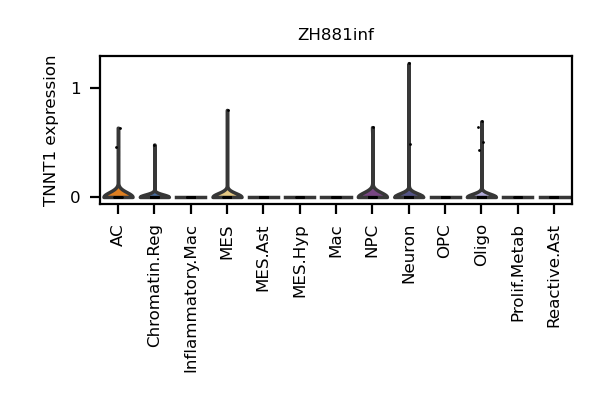 ZH881inf
TNNT1 expression
1
0
AC
Chromatin.Reg
Inflammatory.Mac
MES
MES.Ast
MES.Hyp
Mac
NPC
Neuron
OPC
Oligo
Prolif.Metab
Reactive.Ast